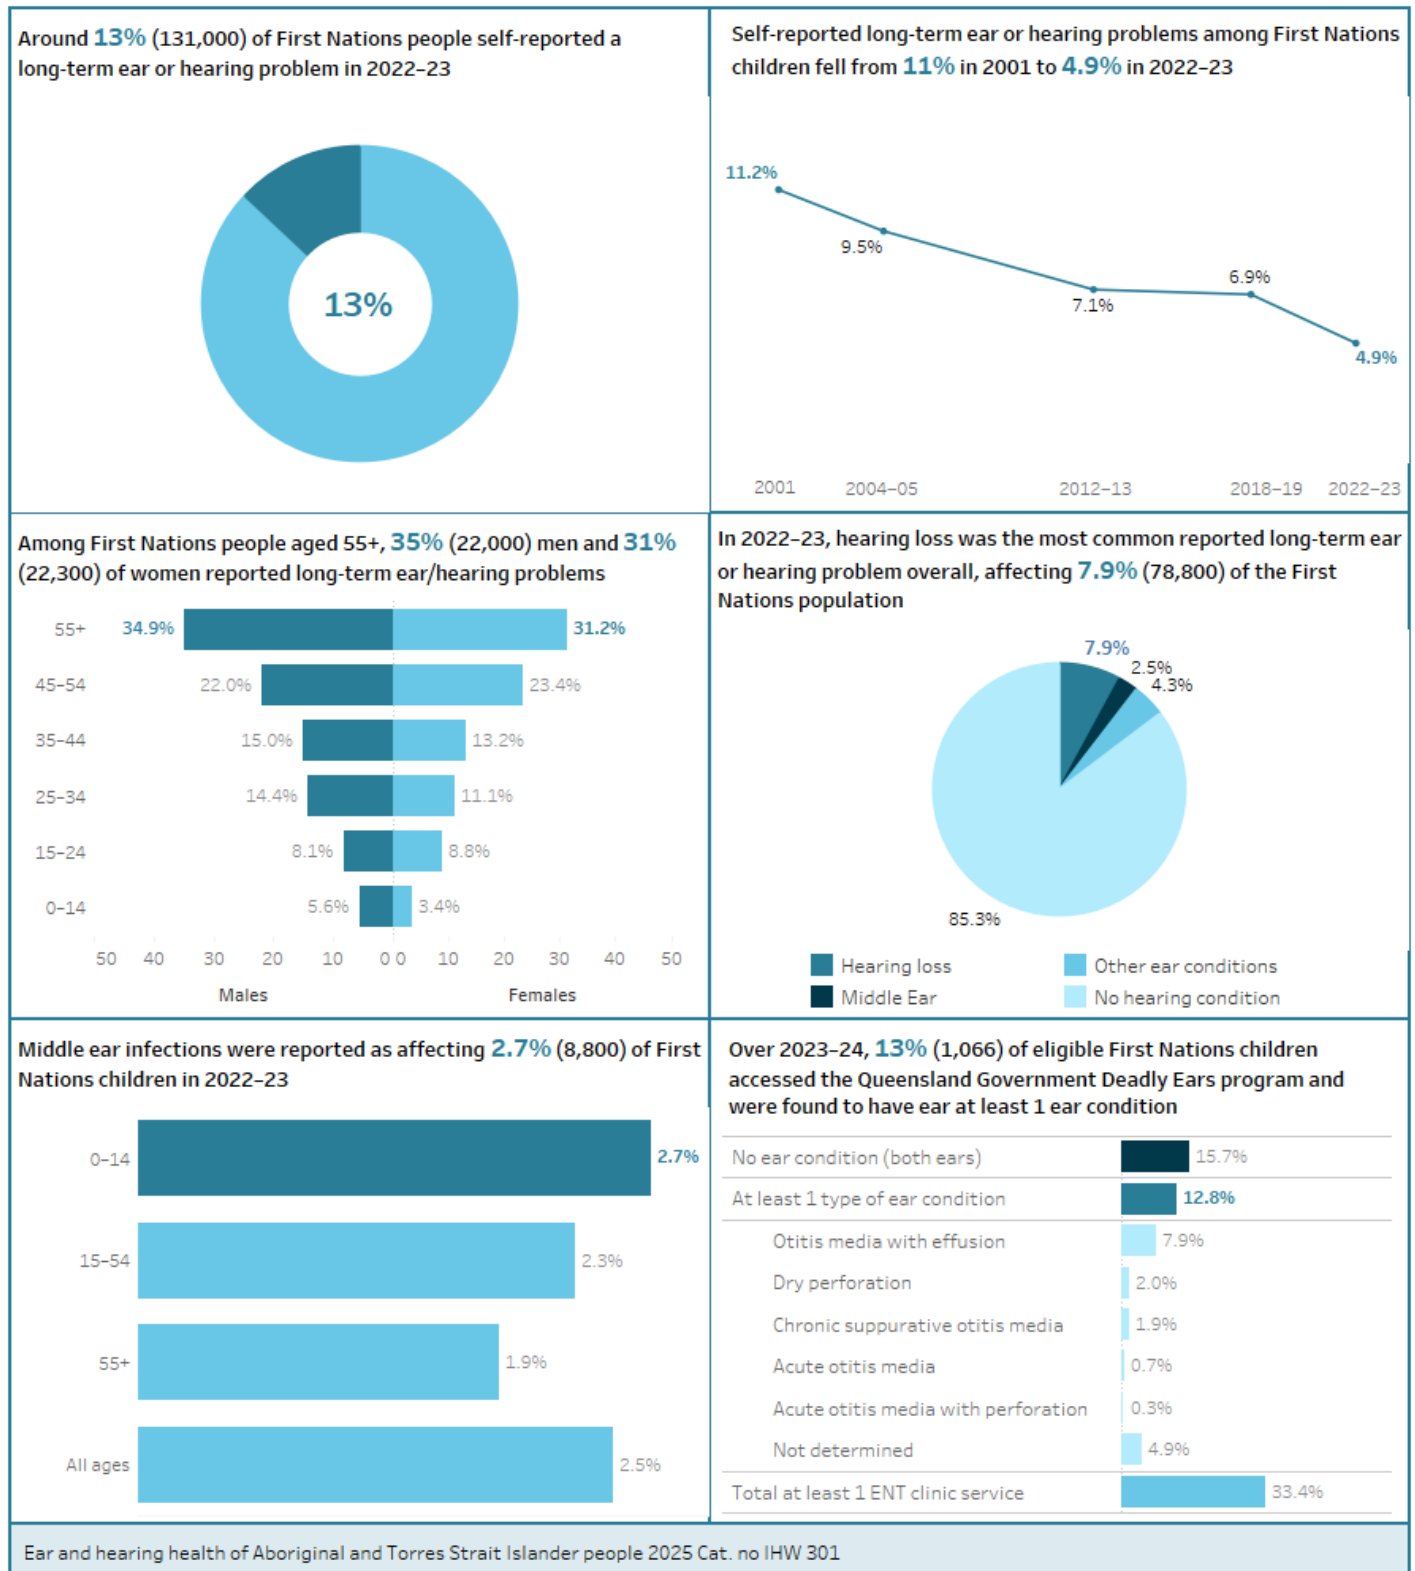 Around 13% (131,000) of First Nations people self-reported a
long-term ear or hearing problem in 2022–23
13%
Self-reported long-term ear or hearing problems among First Nations
children fell from 11% in 2001 to 4.9% in 2022–23
11.2%
9.5%
7.1%
6.9%
4.9%
2001 2004–05 2012–13 2018–19 2022–23
Among First Nations people aged 55+, 35% (22,000) men and 31%
(22,300) of women reported long-term ear/hearing problems
55+ 34.9% 31.2%
45–54 22.0% 23.4%
35–44 15.0% 13.2%
25–34 14.4% 11.1%
15–24 8.1% 8.8%
0–14 5.6% 3.4%
50 40 30 20 10 0 0 10 20 30 40 50
Males Females
In 2022–23, hearing loss was the most common reported long-term ear
or hearing problem overall, affecting 7.9% (78,800) of the First
Nations population
7.9%
2.5%
4.3%
85.3%
Hearing loss Other ear conditions
Middle Ear No hearing condition
Middle ear infections were reported as affecting 2.7% (8,800) of First
Nations children in 2022–23
0–14 2.7%
15–54 2.3%
55+ 1.9%
All ages 2.5%
Over 2023–24, 13% (1,066) of eligible First Nations children
accessed the Queensland Government Deadly Ears program and
were found to have ear at least 1 ear condition
No ear condition (both ears) 15.7%
At least 1 type of ear condition 12.8%
Otitis media with effusion 7.9%
Dry perforation 2.0%
Chronic suppurative otitis media 1.9%
Acute otitis media 0.7%
Acute otitis media with perforation 0.3%
Not determined 4.9%
Total at least 1 ENT clinic service 33.4%
Ear and hearing health of Aboriginal and Torres Strait Islander people 2025 Cat. no IHW 301